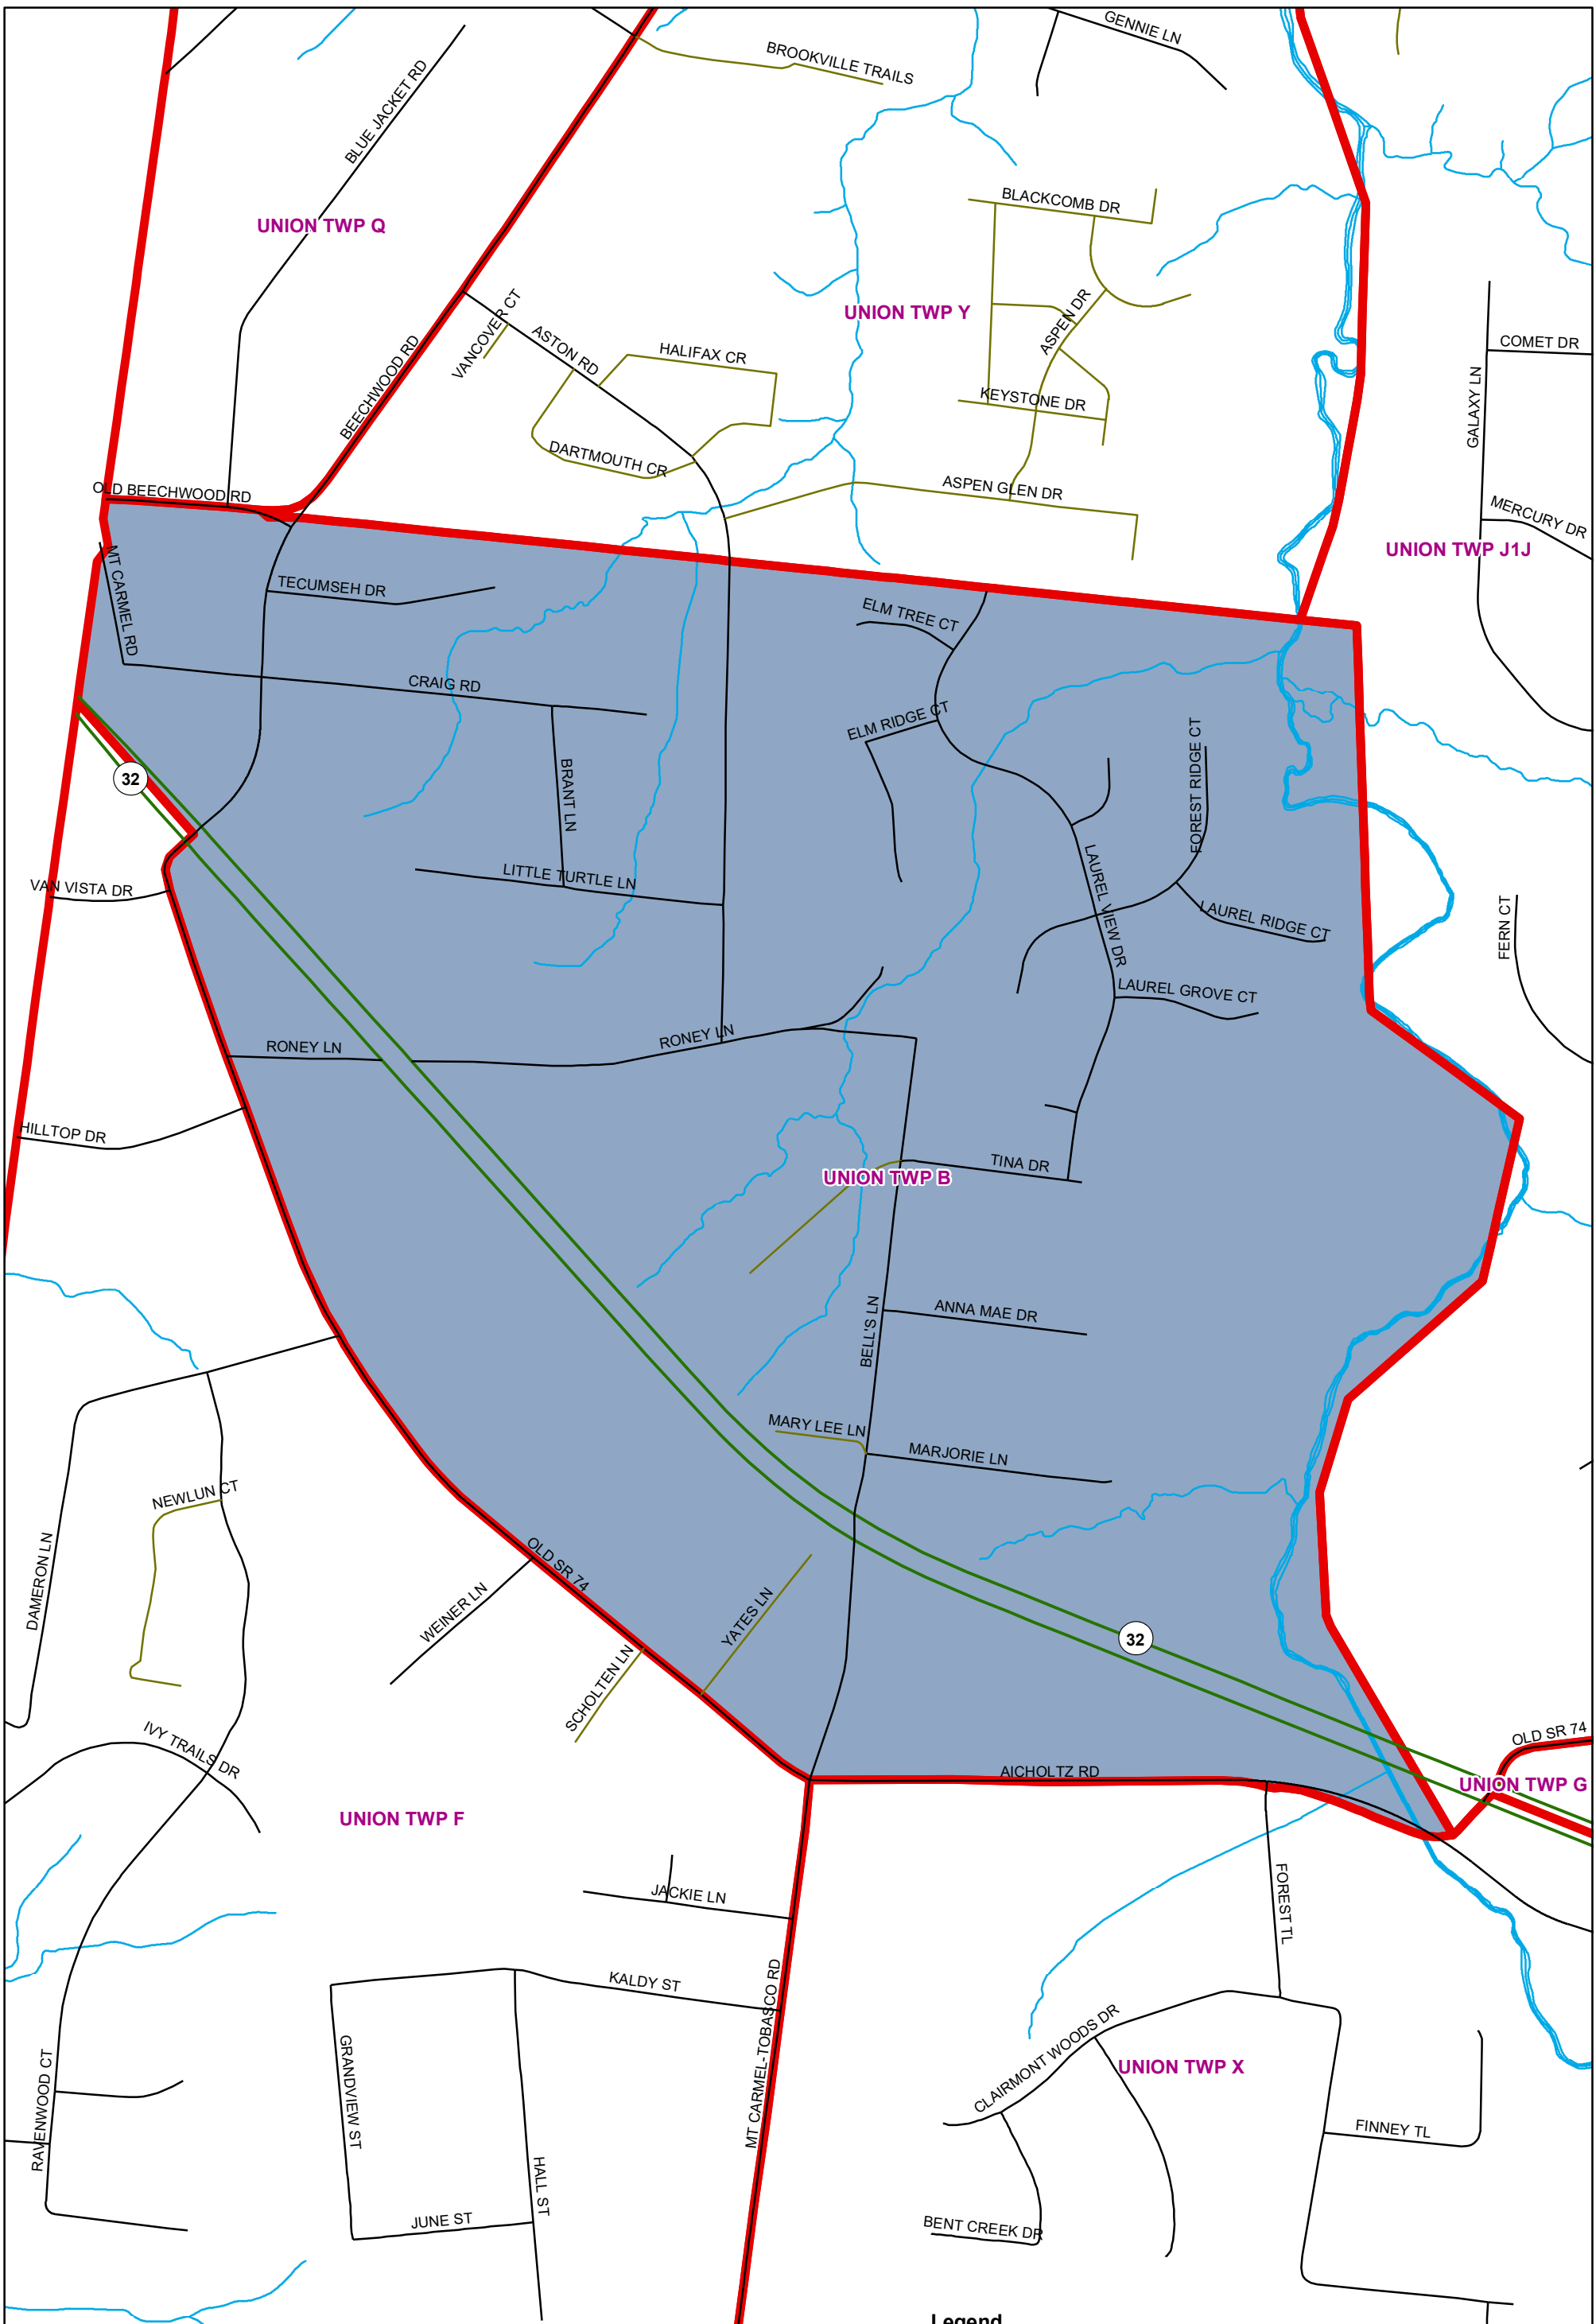 GENNIE LN
BROOKVILLE TRAILS
BLUE JACKET RD
BLACKCOMB DR
UNION TWP Q
UNION TWP Y
VANCOVER CT
ASTON RD
ASPEN DR
HALIFAX CR
COMET DR
BEECHWOOD RD
GALAXY LN
KEYSTONE DR
DARTMOUTH CR
ASPEN GLEN DR
OLD BEECHWOOD RD
MERCURY DR
UNION TWP J1J
MT CARMEL RD
TECUMSEH DR
ELM TREE CT
CRAIG RD
ELM RIDGE CT
FOREST RIDGE CT
32
BRANT LN
LITTLE TURTLE LN
VAN VISTA DR
LAUREL VIEW DR
LAUREL RIDGE CT
FERN CT
LAUREL GROVE CT
RONEY LN
RONEY LN
HILLTOP DR
TINA DR
UNION TWP B
ANNA MAE DR
BELL'S LN
MARY LEE LN
MARJORIE LN
NEWLUN CT
DAMERON LN
OLD SR 74
WEINER LN
YATES LN
32
SCHOLTEN LN
IVY TRAILS DR
OLD SR 74
AICHOLTZ RD
UNION TWP G
UNION TWP F
JACKIE LN
FOREST TL
KALDY ST
MT CARMEL-TOBASCO RD
CLAIRMONT WOODS DR
UNION TWP X
GRANDVIEW ST
RAVENWOOD CT
FINNEY TL
HALL ST
JUNE ST
BENT CREEK DR
Legend